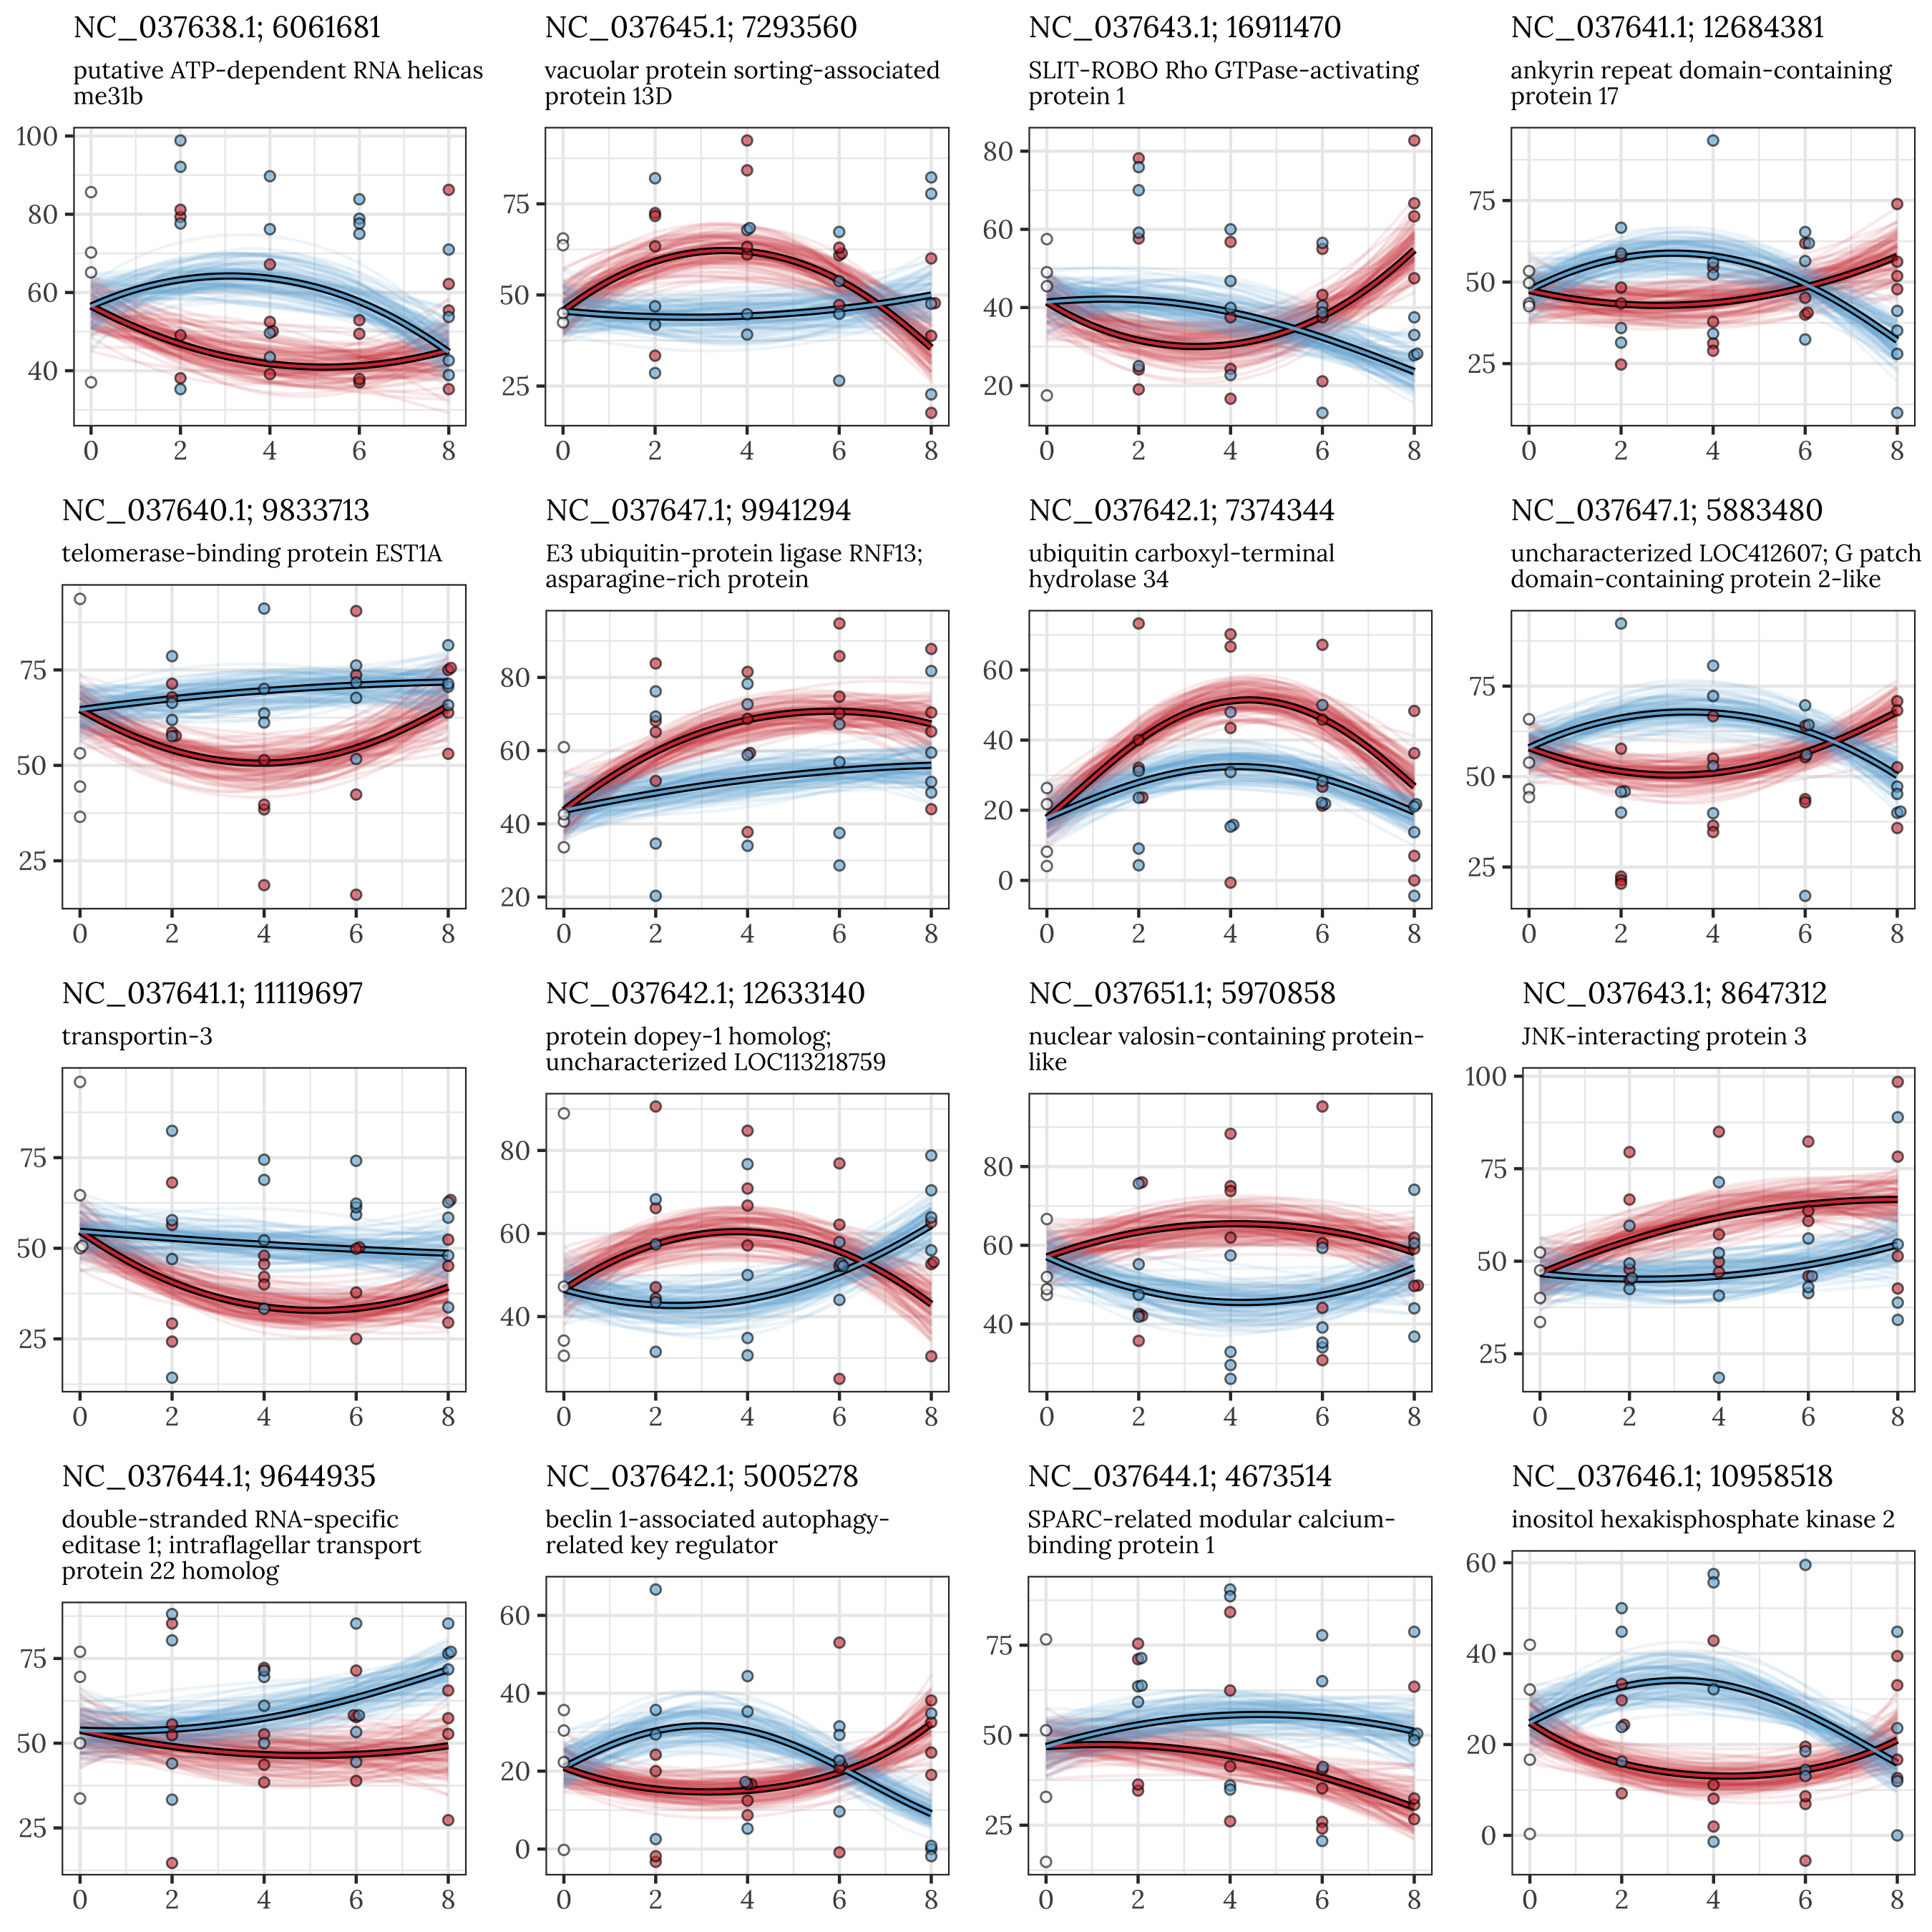 NC_037638.1; 6061681
putative ATP-dependent RNA helicas
me31b
100
80
60
40
0 2 4 6 8
NC_037645.1; 7293560
vacuolar protein sorting-associated
protein 13D
75
50
25
0 2 4 6 8
NC_037643.1; 16911470
SLIT-ROBO Rho GTPase-activating
protein 1
80
60
40
20
0 2 4 6 8
NC_037641.1; 12684381
ankyrin repeat domain-containing
protein 17
75
50
25
0 2 4 6 8
NC_037640.1; 9833713
telomerase-binding protein EST1A
75
50
25
0 2 4 6 8
NC_037647.1; 9941294
E3 ubiquitin-protein ligase RNF13;
asparagine-rich protein
80
60
40
20
0 2 4 6 8
NC_037642.1; 7374344
ubiquitin carboxyl-terminal
hydrolase 34
60
40
20
0
0 2 4 6 8
NC_037647.1; 5883480
uncharacterized LOC412607; G patch
domain-containing protein 2-like
75
50
25
0 2 4 6 8
NC_037641.1; 11119697
transportin-3
75
50
25
0 2 4 6 8
NC_037642.1; 12633140
protein dopey-1 homolog;
uncharacterized LOC113218759
80
60
40
0 2 4 6 8
NC_037651.1; 5970858
nuclear valosin-containing protein-
like
80
60
40
0 2 4 6 8
NC_037643.1; 8647312
JNK-interacting protein 3
100
75
50
25
0 2 4 6 8
NC_037644.1; 9644935
double-stranded RNA-specific
editase 1; intraflagellar transport
protein 22 homolog
75
50
25
0 2 4 6 8
NC_037642.1; 5005278
beclin 1-associated autophagy-
related key regulator
60
40
20
0
0 2 4 6 8
NC_037644.1; 4673514
SPARC-related modular calcium-
binding protein 1
75
50
25
0 2 4 6 8
NC_037646.1; 10958518
inositol hexakisphosphate kinase 2
60
40
20
0
0 2 4 6 8